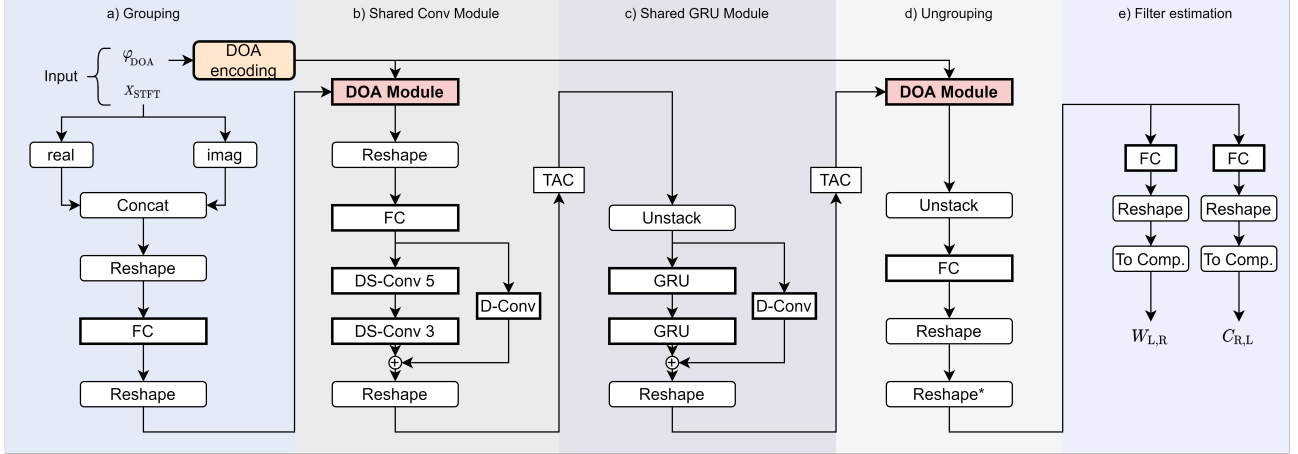 a) Grouping
b) Shared Conv Module
c) Shared GRU Module
d) Ungrouping
e) Filter estimation
Input
φDOA
XSTFT
DOA
encoding
real
imag
Concat
Reshape
FC
Reshape
DOA Module
Reshape
FC
DS-Conv 5
DS-Conv 3
D-Conv
+
Reshape
TAC
Unstack
GRU
GRU
D-Conv
+
Reshape
TAC
DOA Module
Unstack
FC
Reshape
Reshape*
FC
FC
Reshape
Reshape
To Comp.
To Comp.
WL,R
CR,L